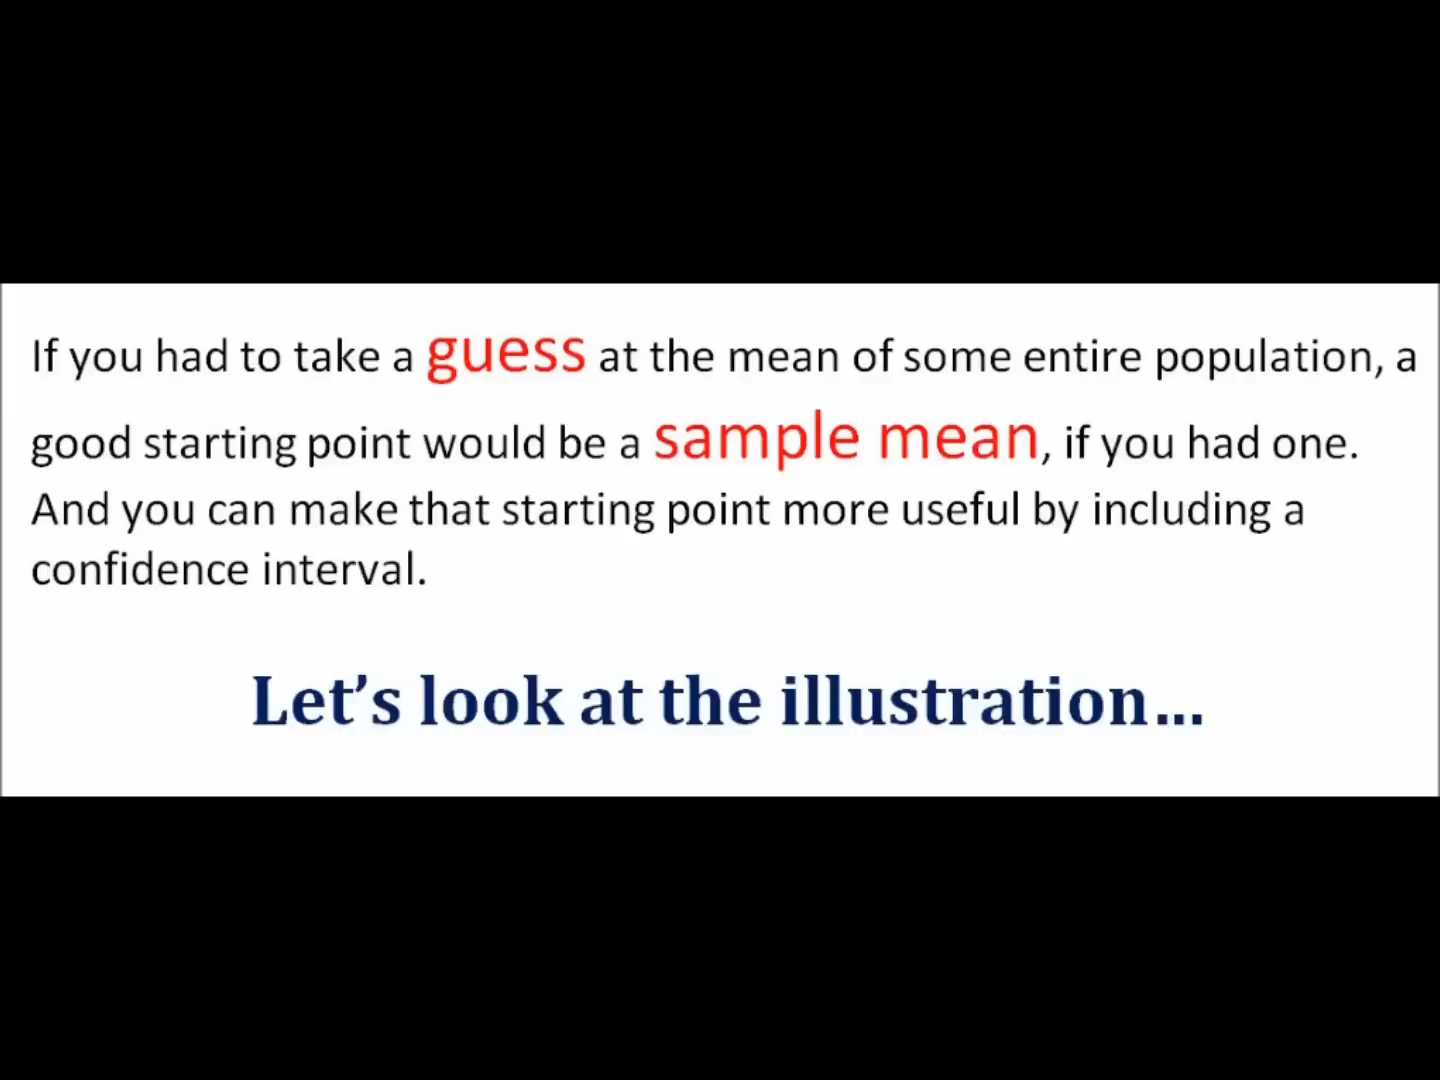 If you had to take a guess at the mean of some entire population, a
good starting point would be a sample mean, if you had one.
And you can make that starting point more useful by including a
confidence interval.
Let’s look at the illustration...